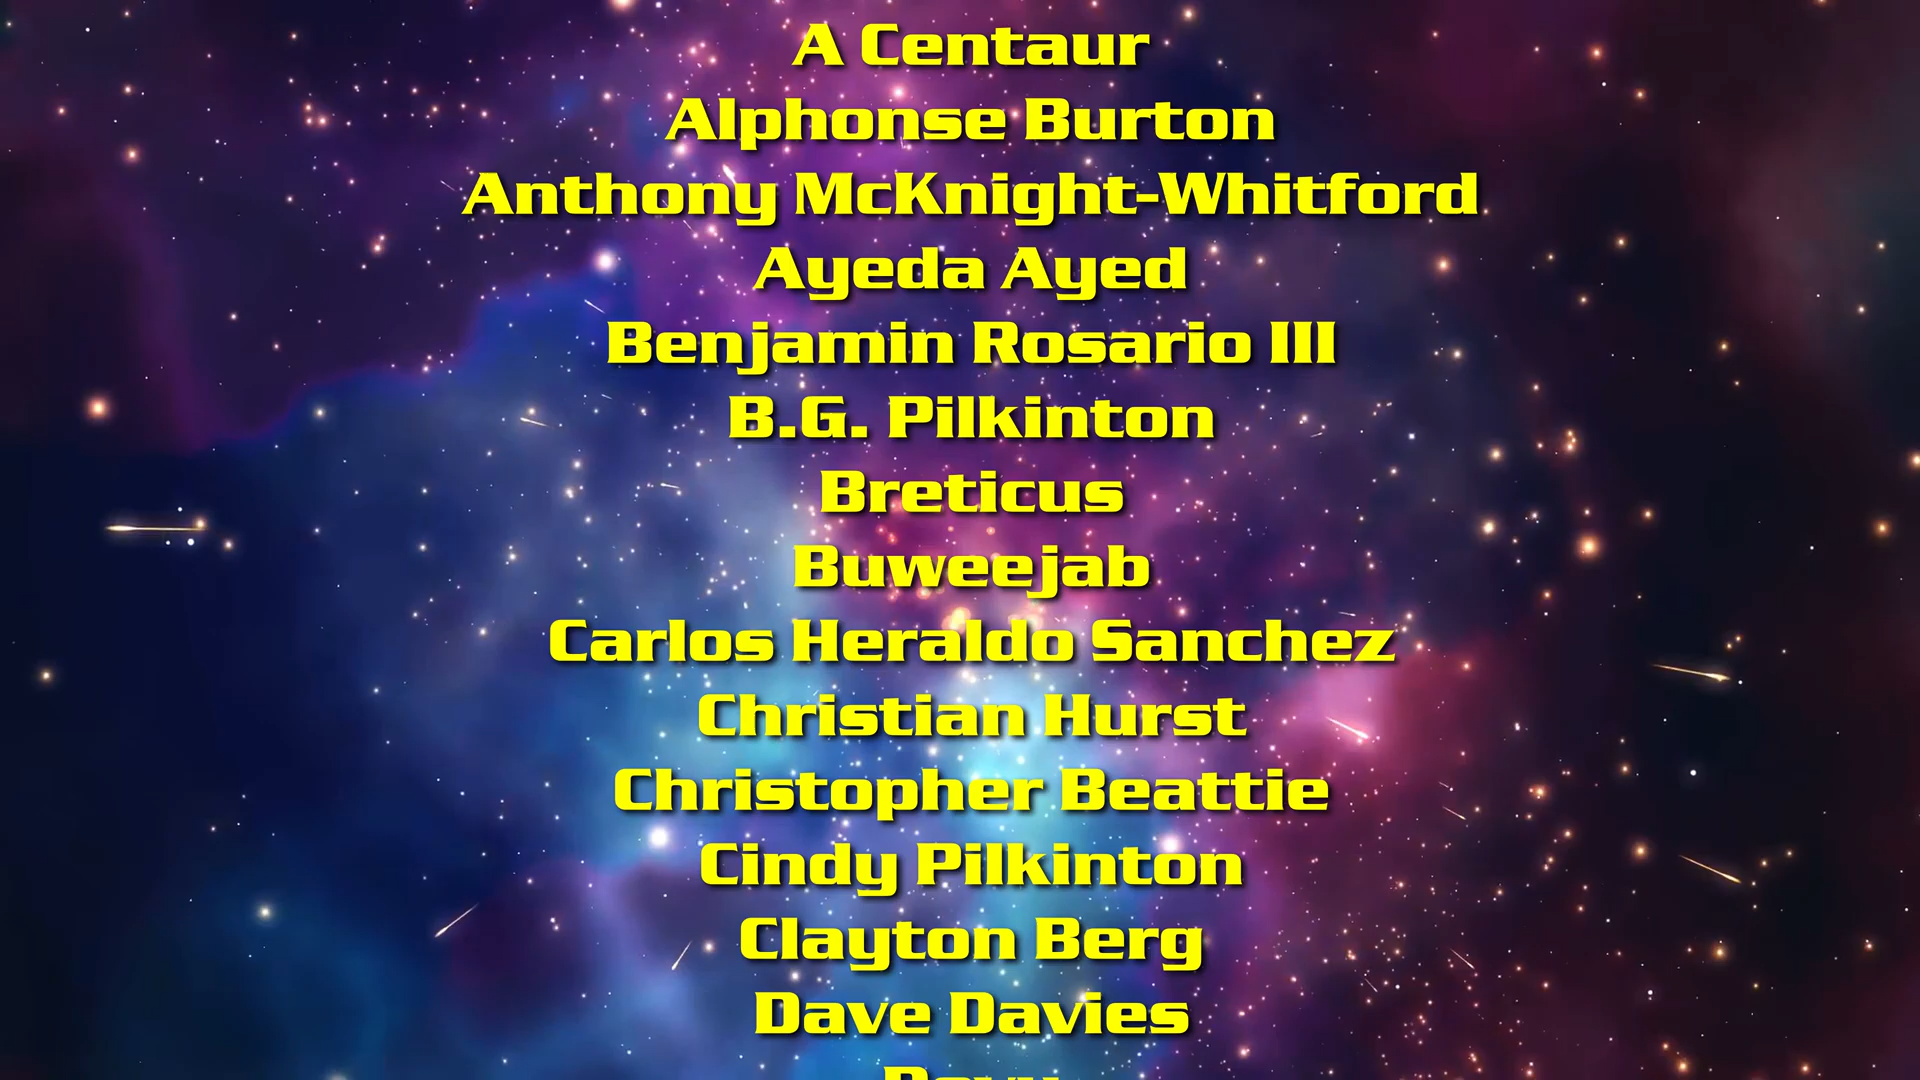 A Centaur
Alphonse Burton
Anthony McKnight-Whitford
Ayeda Ayed
Benjamin Rosario III
B.G. Pilkinton
Breticus
Buweejab
Carlos Heraldo Sanchez
Christian Hurst
Christopher Beattie
Cindy Pilkinton
Clayton Berg
Dave Davies